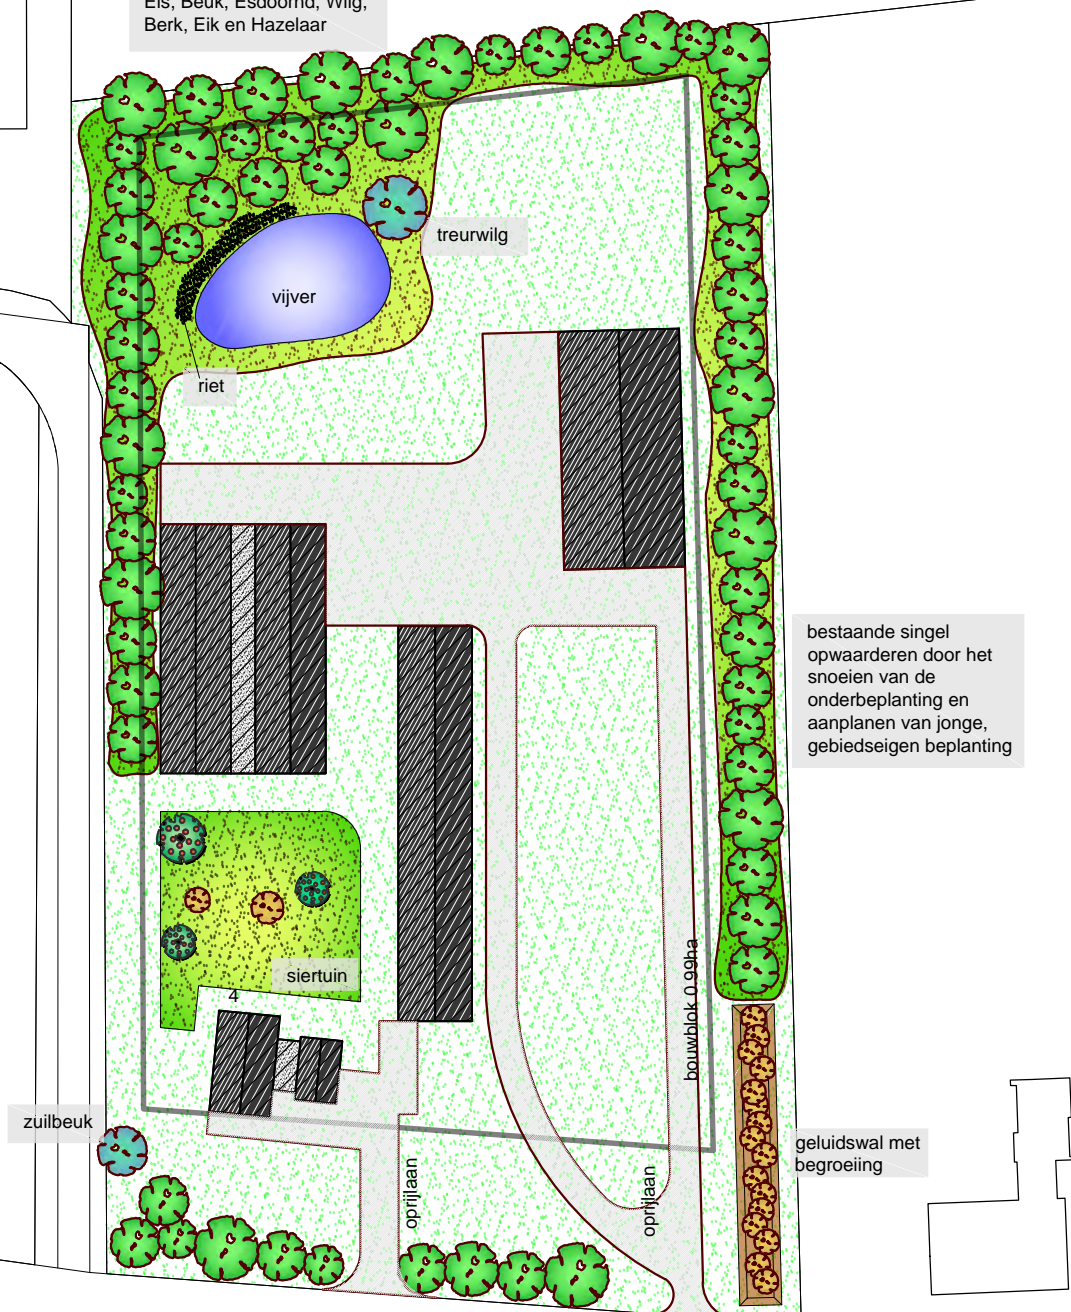 Els, Beuk, Esdoornd, Wilg,
Berk, Eik en Hazelaar
treurwilg
vijver
riet
bestaande singel
opwaarderen door het
snoeien van de
onderbeplanting en
aanplanen van jonge,
gebiedseigen beplanting
siertuin
4
bouwblok 0.99ha
zuilbeuk
geluidswal met
begroeiing
oprijlaan
oprijlaan